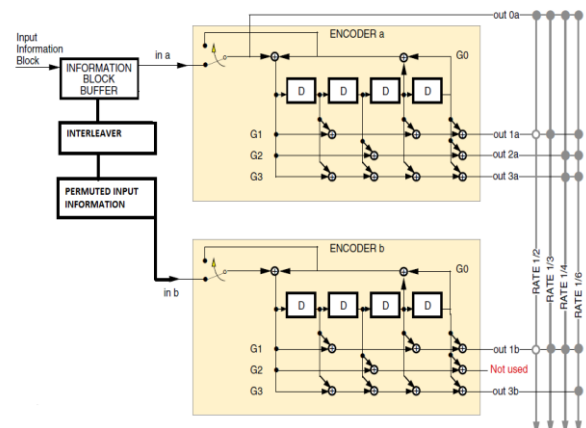 Input
Information
Block
INFORMATION
BLOCK
BUFFER
INTERLEAVER
PERMUTED INPUT
INFORMATION
in a
in b
ENCODER a
G0
D D D D
G1
G2
G3
out 0a
out 1a
out 2a
out 3a
ENCODER b
G0
D D D D
G1
G2
G3
out 1b
Not used
out 3b
RATE 1/2
RATE 1/3
RATE 1/4
RATE 1/6